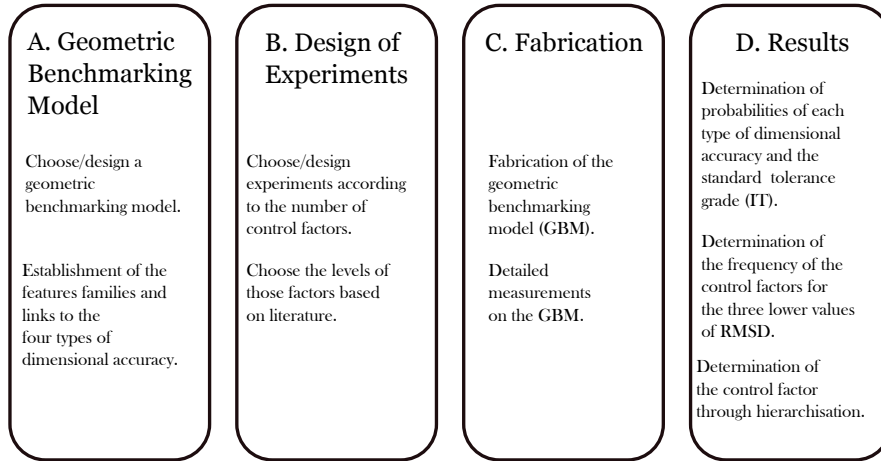 A. Geometric
Benchmarking
Model
Choose/design a
geometric
benchmarking model.
Establishment of the
features families and
links to the
four types of
dimensional accuracy.
B. Design of
Experiments
Choose/design
experiments according
to the number of
control factors.
Choose the levels of
those factors based
on literature.
C. Fabrication
Fabrication of the
geometric
benchmarking
model (GBM).
Detailed
measurements
on the GBM.
D. Results
Determination of
probabilities of each
type of dimensional
accuracy and the
standard tolerance
grade (IT).
Determination of
the frequency of the
control factors for
the three lower values
of RMSD.
Determination of
the control factor
through hierarchisation.